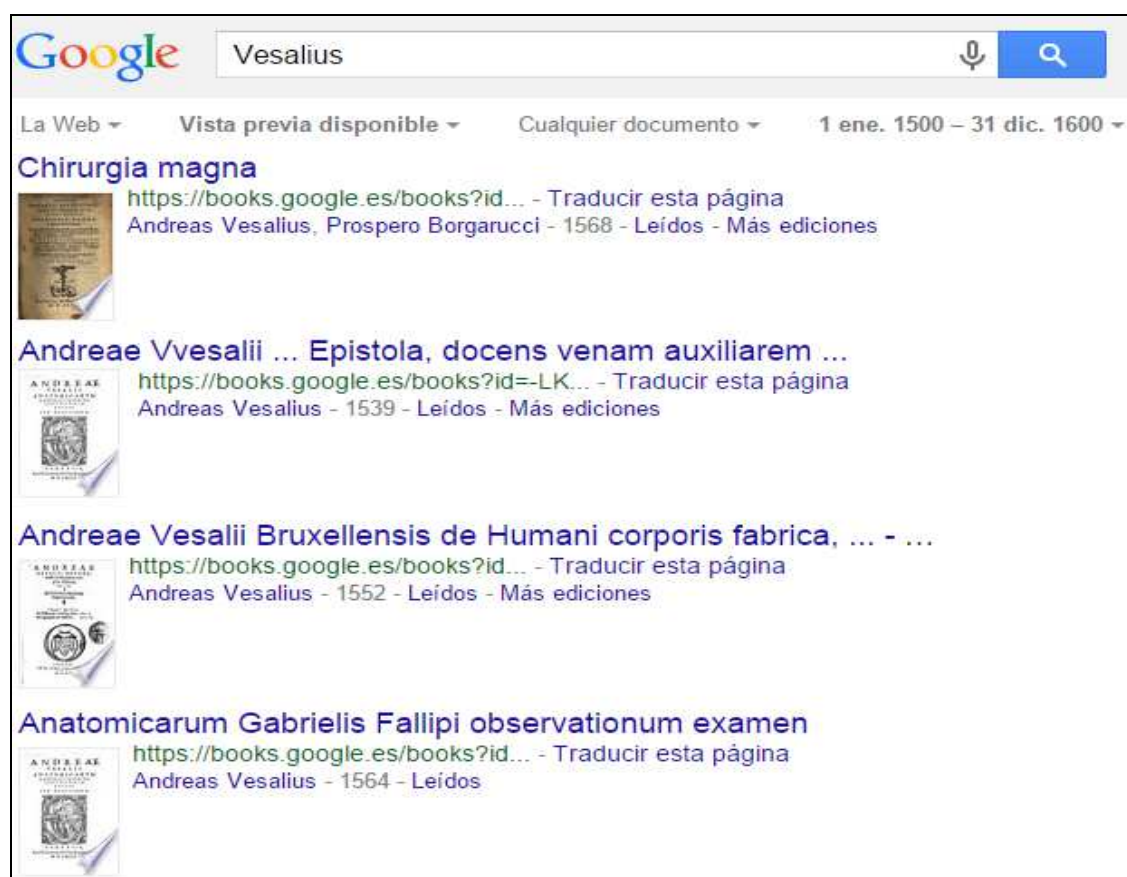 Google Vesalius
La Web Vista previa disponible Cualquier documento 1 ene. 1500 – 31 dic. 1600
Chirurgia magna
https://books.google.es/books?id... - Traducir esta página
Andreas Vesalius, Prospero Borgarucci - 1568 - Leídos - Más ediciones
Andreae Vvesalii ... Epistola, docens venam auxiliarem ...
https://books.google.es/books?id=-LK... - Traducir esta página
Andreas Vesalius - 1539 - Leídos - Más ediciones
ANDREAE
Andreae Vesalii Bruxellensis de Humani corporis fabrica, ... - ...
https://books.google.es/books?id... - Traducir esta página
Andreas Vesalius - 1552 - Leídos - Más ediciones
ANDREAE
Anatomicarum Gabrielis Fallipi observationum examen
https://books.google.es/books?id... - Traducir esta página
Andreas Vesalius - 1564 - Leídos
ANDREAE